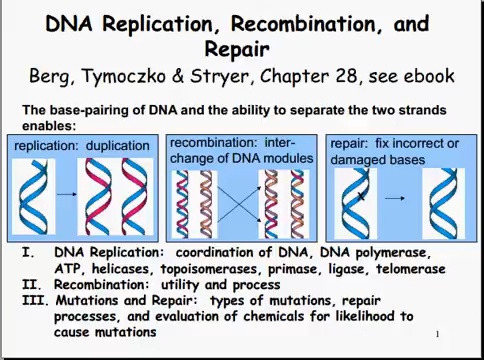 DNA Replication, Recombination, and
Repair
Berg, Tymoczko & Stryer, Chapter 28, see ebook
The base-pairing of DNA and the ability to separate the two strands
enables:
replication: duplication
recombination: inter-
change of DNA modules
repair: fix incorrect or
damaged bases
X
I. DNA Replication: coordination of DNA, DNA polymerase,
ATP, helicases, topoisomerases, primase, ligase, telomerase
II. Recombination: utility and process
III. Mutations and Repair: types of mutations, repair
processes, and evaluation of chemicals for likelihood to
cause mutations
1